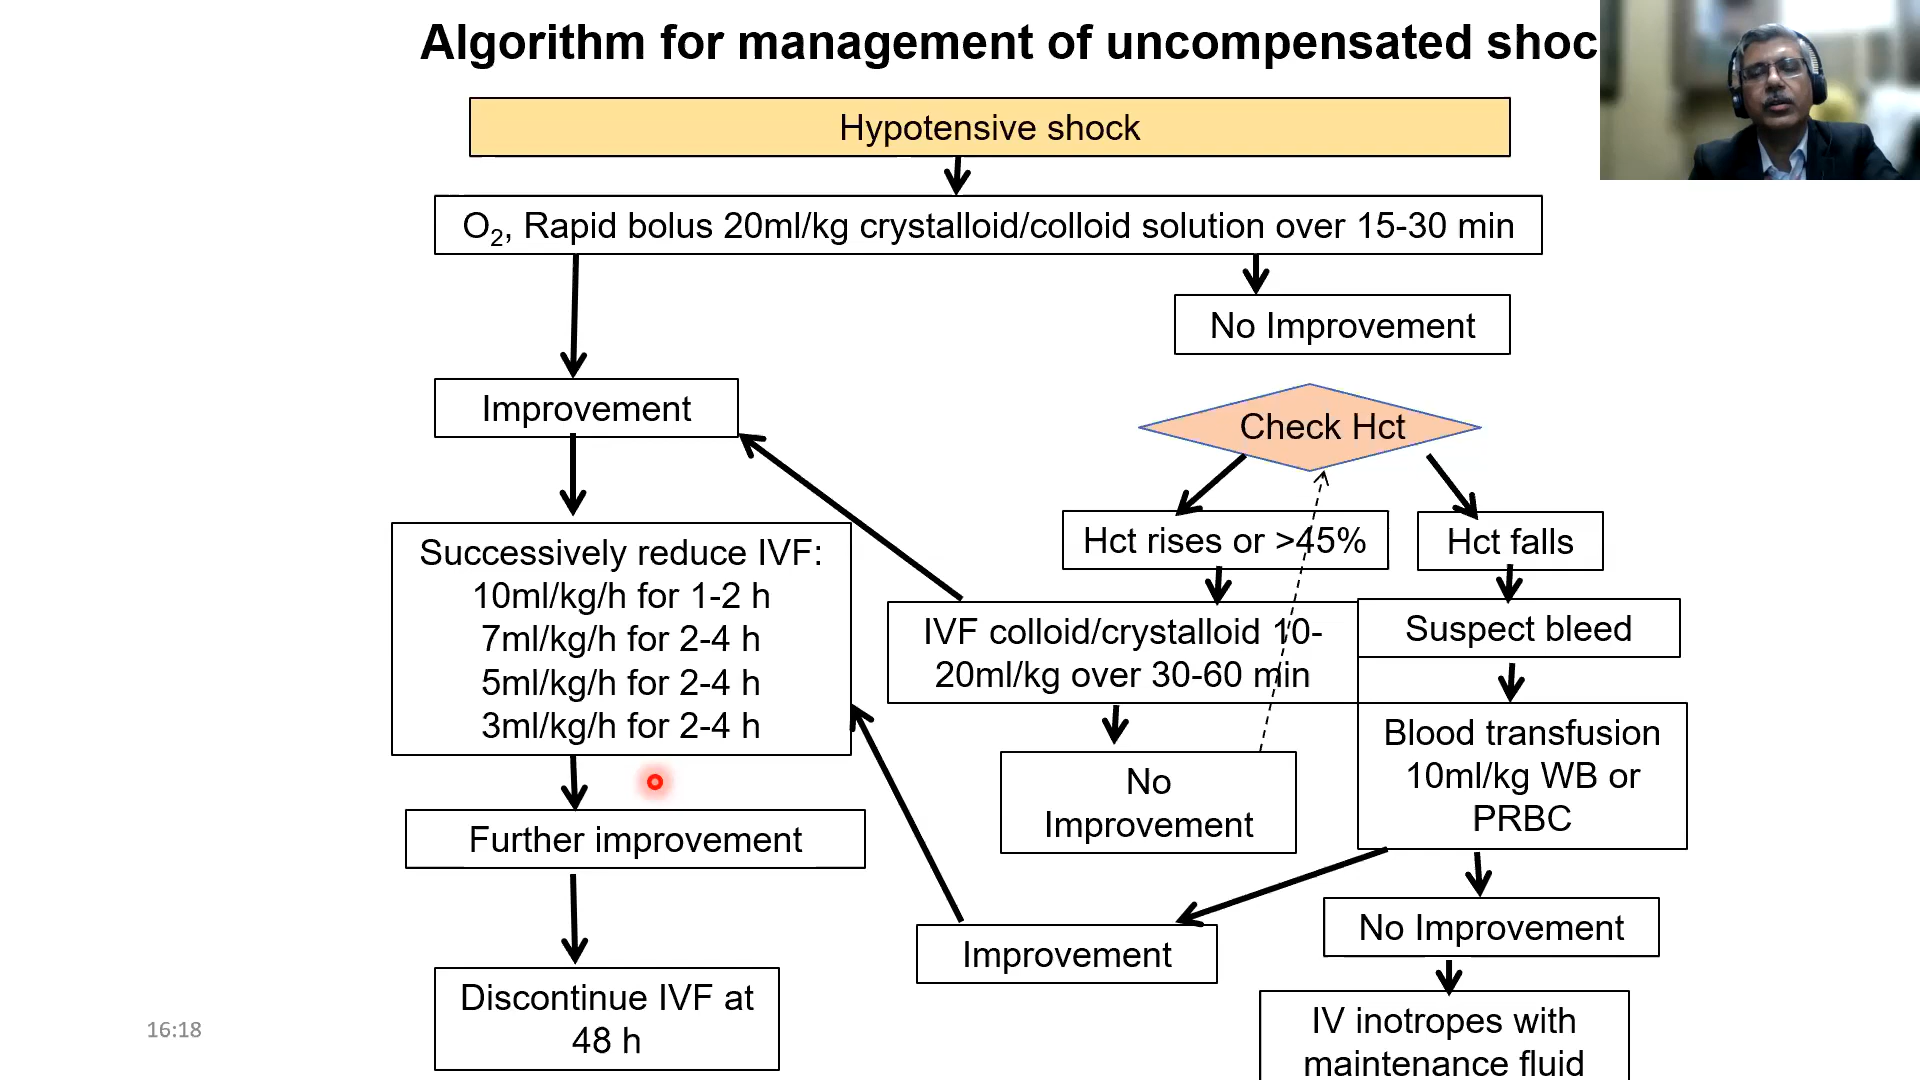 Algorithm for management of uncompensated shoc
Hypotensive shock
O₂, Rapid bolus 20ml/kg crystalloid/colloid solution over 15-30 min
No Improvement
Improvement
Check Hct
Hct rises or >45%
Hct falls
Successively reduce IVF:
10ml/kg/h for 1-2 h
7ml/kg/h for 2-4 h
5ml/kg/h for 2-4 h
3ml/kg/h for 2-4 h
IVF colloid/crystalloid 10-
20ml/kg over 30-60 min
Suspect bleed
Blood transfusion
10ml/kg WB or
PRBC
No
Improvement
Further improvement
Improvement
No Improvement
Discontinue IVF at
48 h
IV inotropes with
maintenance fluid
16:18